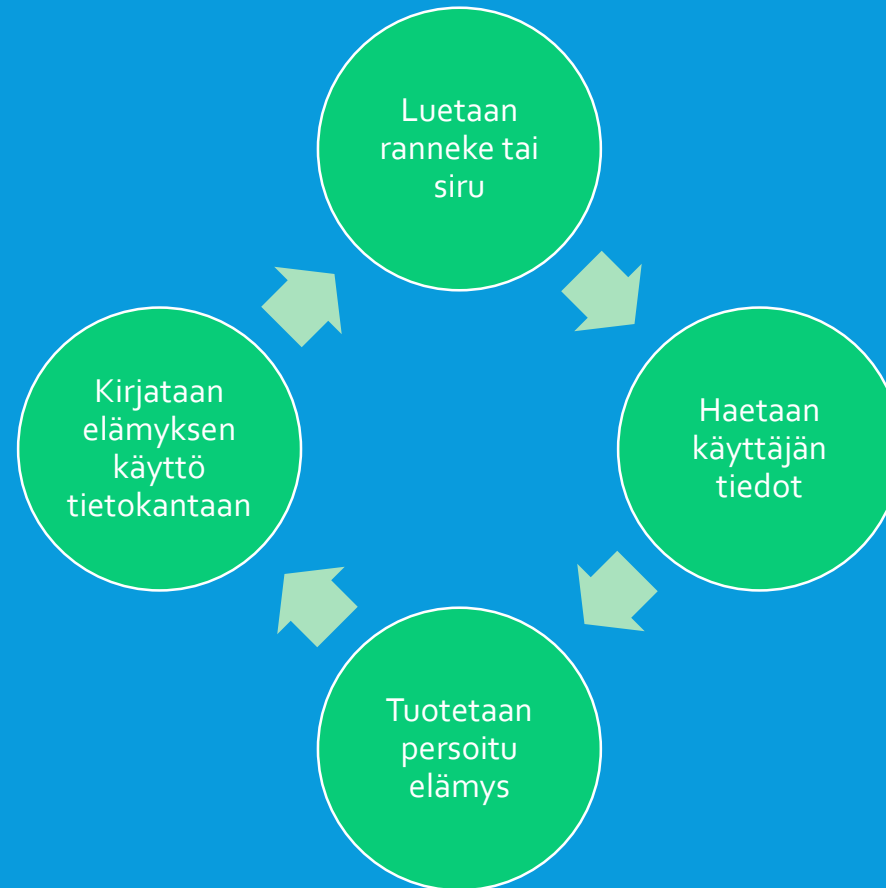 Luetaan
ranneke tai
siru
Haetaan
käyttäjän
tiedot
Tuotetaan
persoitu
elämys
Kirjataan
elämyksen
käyttö
tietokantaan